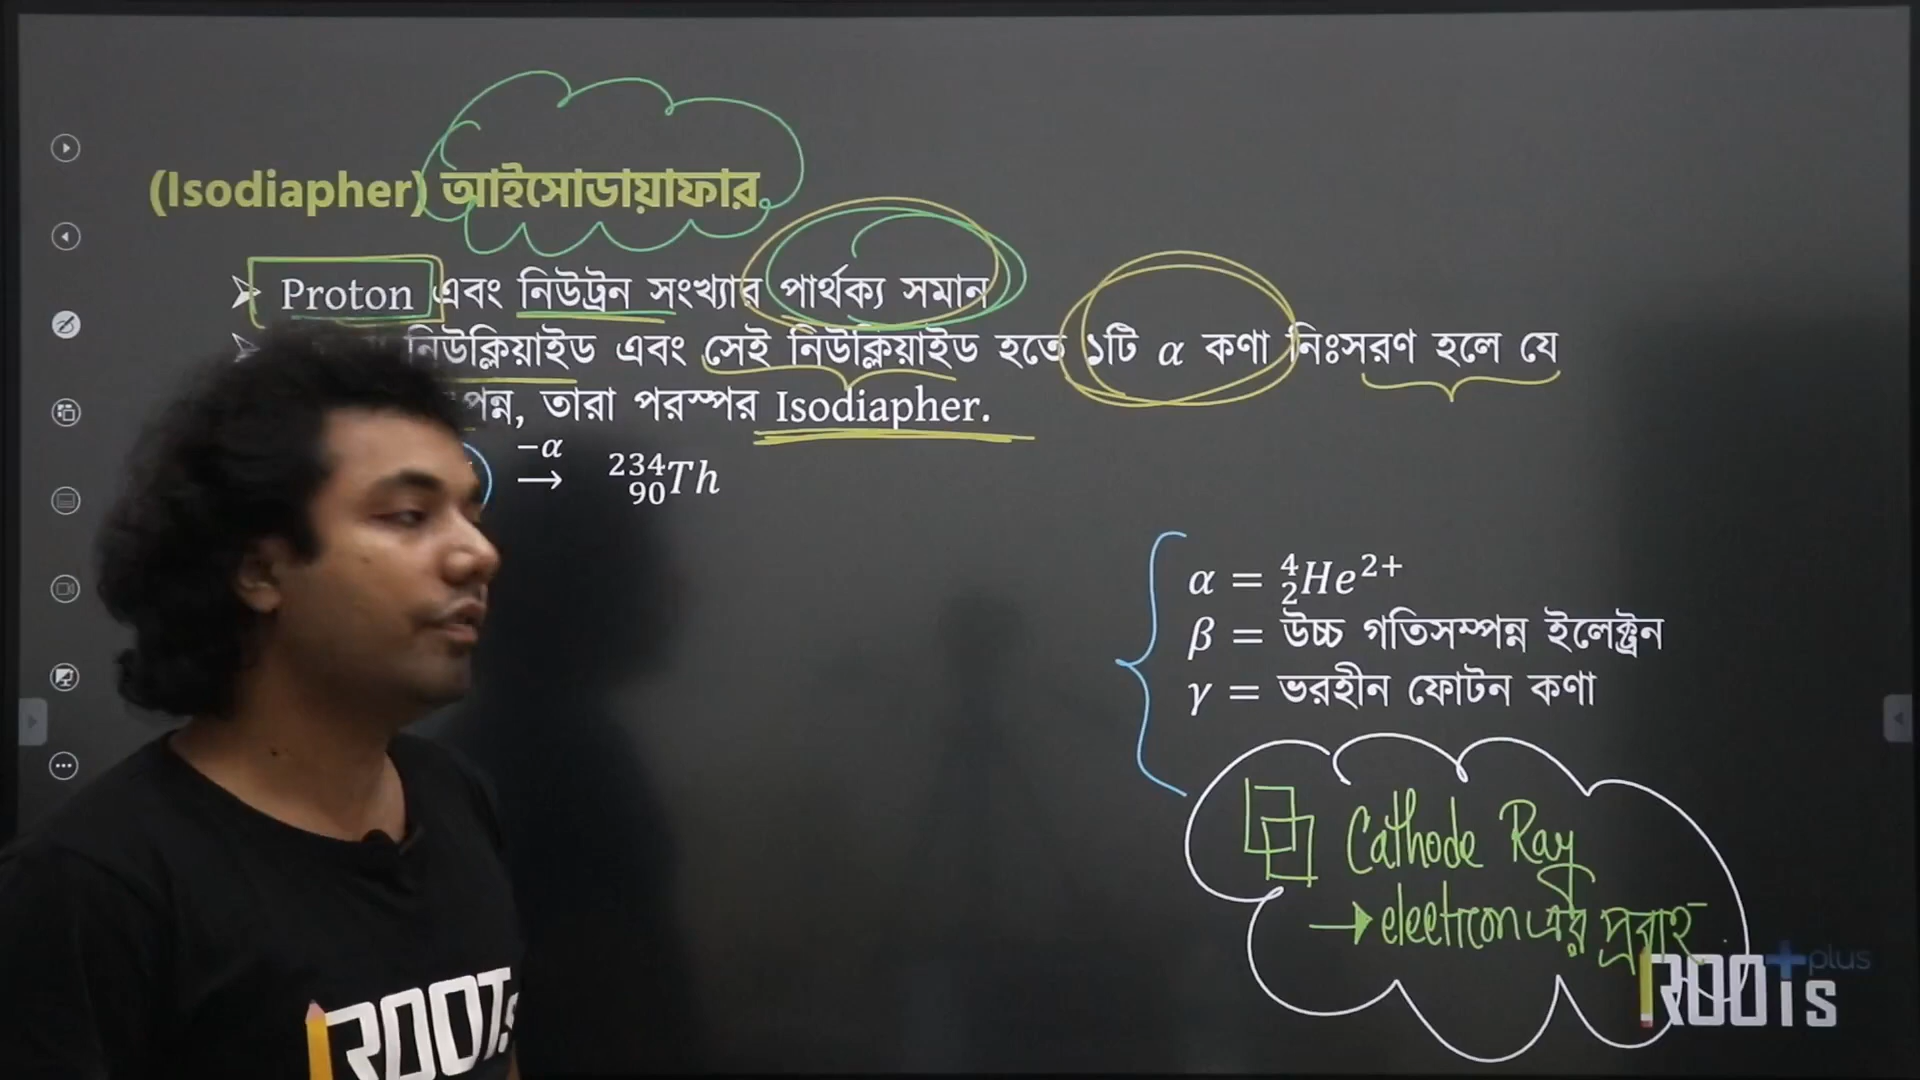 (Isodiapher) আইসোডায়াফার
Proton এবং নিউট্রন সংখ্যার পার্থক্য সমান
নিউক্লিয়াইড এবং সেই নিউক্লিয়াইড হতে ১টি α কণা নিঃসরণ হলে যে
পন্ন, তারা পরস্পর Isodiapher.
−α → ²³⁴₉₀Th
α = ⁴₂He²⁺
β = উচ্চ গতিসম্পন্ন ইলেক্ট্রন
γ = ভরহীন ফোটন কণা
Cathode Ray
→ electron এর প্রবাহ
plus
ROOTs
ROOTs